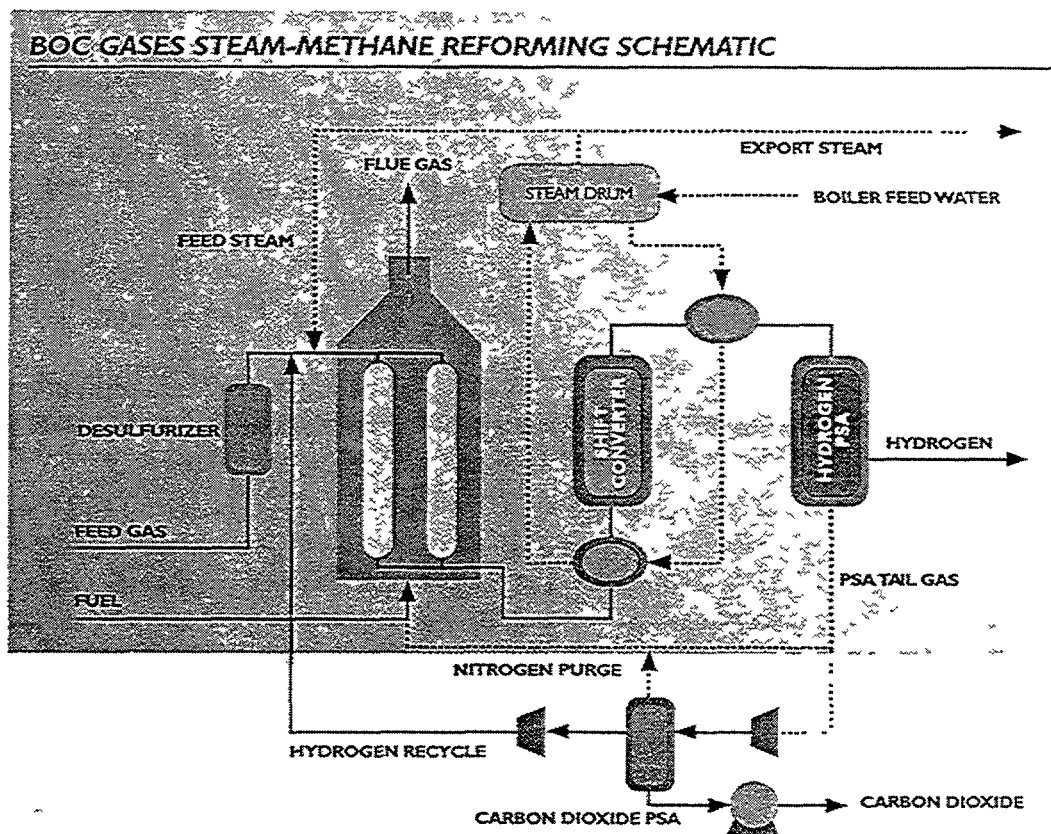 BOC GASES STEAM-METHANE REFORMING SCHEMATIC
EXPORT STEAM
FLUE GAS
STEAM DRUM
BOILER FEED WATER
FEED STEAM
DESULFURIZER
SHIFT
CONVERTER
HYDROGEN
PSA
HYDROGEN
FEED GAS
PSA TAIL GAS
FUEL
NITROGEN PURGE
HYDROGEN RECYCLE
CARBON DIOXIDE PSA
CARBON DIOXIDE